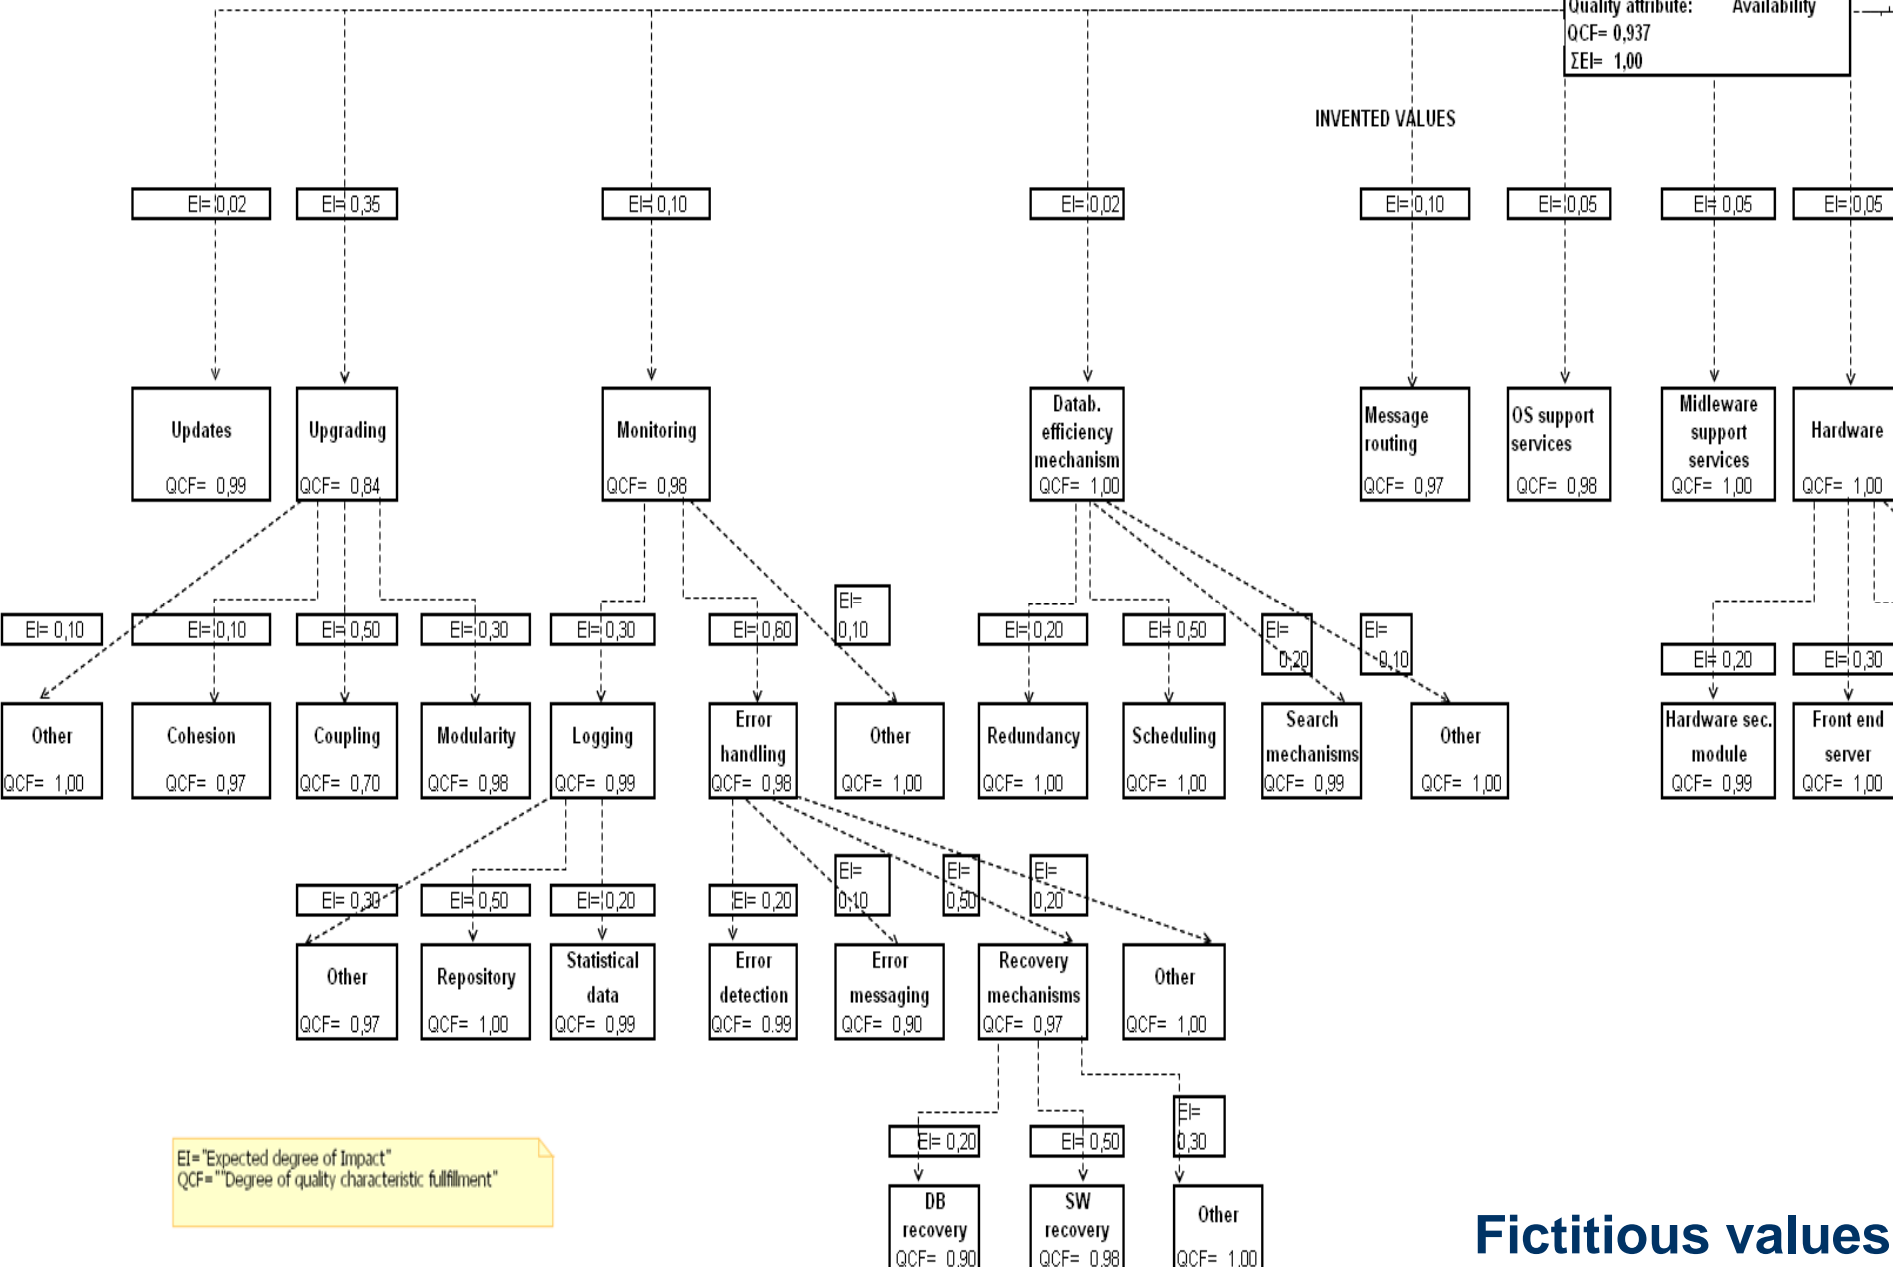 Quality attribute: Availability
QCF= 0,937
ΣEI= 1,00
INVENTED VALUES
EI= 0,02
EI= 0,35
EI= 0,10
EI= 0,02
EI= 0,10
EI= 0,05
EI= 0,05
EI= 0,05
Updates
QCF= 0,99
Upgrading
QCF= 0,84
Monitoring
QCF= 0,98
Datab.
efficiency
mechanism
QCF= 1,00
Message
routing
QCF= 0,97
OS support
services
QCF= 0,98
Midleware
support
services
QCF= 1,00
Hardware
QCF= 1,00
EI= 0,10
EI= 0,10
EI= 0,50
EI= 0,30
EI= 0,30
EI= 0,60
EI=
0,10
EI= 0,20
EI= 0,50
EI=
0,20
EI=
0,10
EI= 0,20
EI= 0,30
Other
QCF= 1,00
Cohesion
QCF= 0,97
Coupling
QCF= 0,70
Modularity
QCF= 0,98
Logging
QCF= 0,99
Error
handling
QCF= 0,98
Other
QCF= 1,00
Redundancy
QCF= 1,00
Scheduling
QCF= 1,00
Search
mechanisms
QCF= 0,99
Other
QCF= 1,00
Hardware sec.
module
QCF= 0,99
Front end
server
QCF= 1,00
EI= 0,30
EI= 0,50
EI= 0,20
EI= 0,20
EI=
0,10
EI=
0,50
EI=
0,20
Other
QCF= 0,97
Repository
QCF= 1,00
Statistical
data
QCF= 0,99
Error
detection
QCF= 0.99
Error
messaging
QCF= 0,90
Recovery
mechanisms
QCF= 0,97
Other
QCF= 1,00
EI= 0,20
EI= 0,50
EI=
0,30
DB
recovery
QCF= 0.90
SW
recovery
QCF= 0.98
Other
QCF= 1.00
EI="Expected degree of Impact"
QCF=""Degree of quality characteristic fullfillment"
Fictitious values